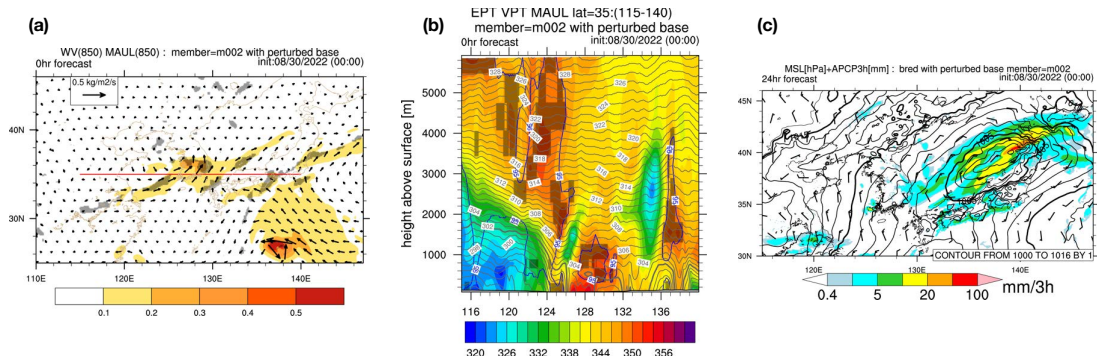 (a)
WV(850) MAUL(850) : member=m002 with perturbed base
0hr forecast
init:08/30/2022 (00:00)
0.5 kg/m2/s
40N
30N
110E
120E
130E
140E
0.1
0.2
0.3
0.4
0.5
(b)
EPT VPT MAUL lat=35:(115-140)
member=m002 with perturbed base
0hr forecast
init:08/30/2022 (00:00)
height above surface [m]
5000
4000
3000
2000
1000
116
120
124
128
132
136
320
326
332
338
344
350
356
(c)
MSL[hPa]+APCP3h[mm] : bred with perturbed base member=m002
24hr forecast
init:08/30/2022 (00:00)
45N
40N
35N
30N
120E
130E
140E
CONTOUR FROM 1000 TO 1016 BY 1
0.4
5
20
100
mm/3h